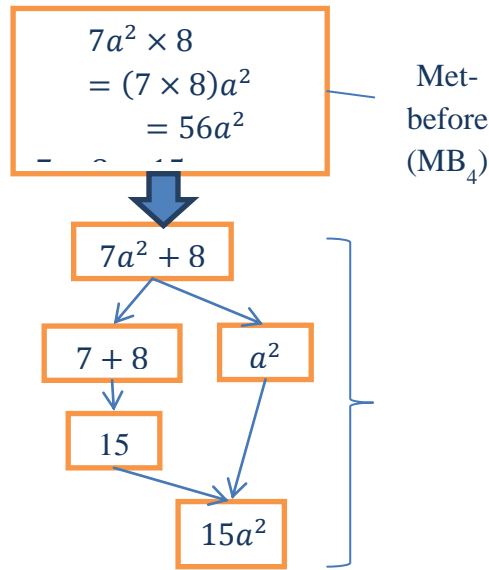 7a² × 8
= (7 × 8)a²
= 56a²
Met-
before
(MB₄)
7a² + 8
7 + 8
a²
15
15a²